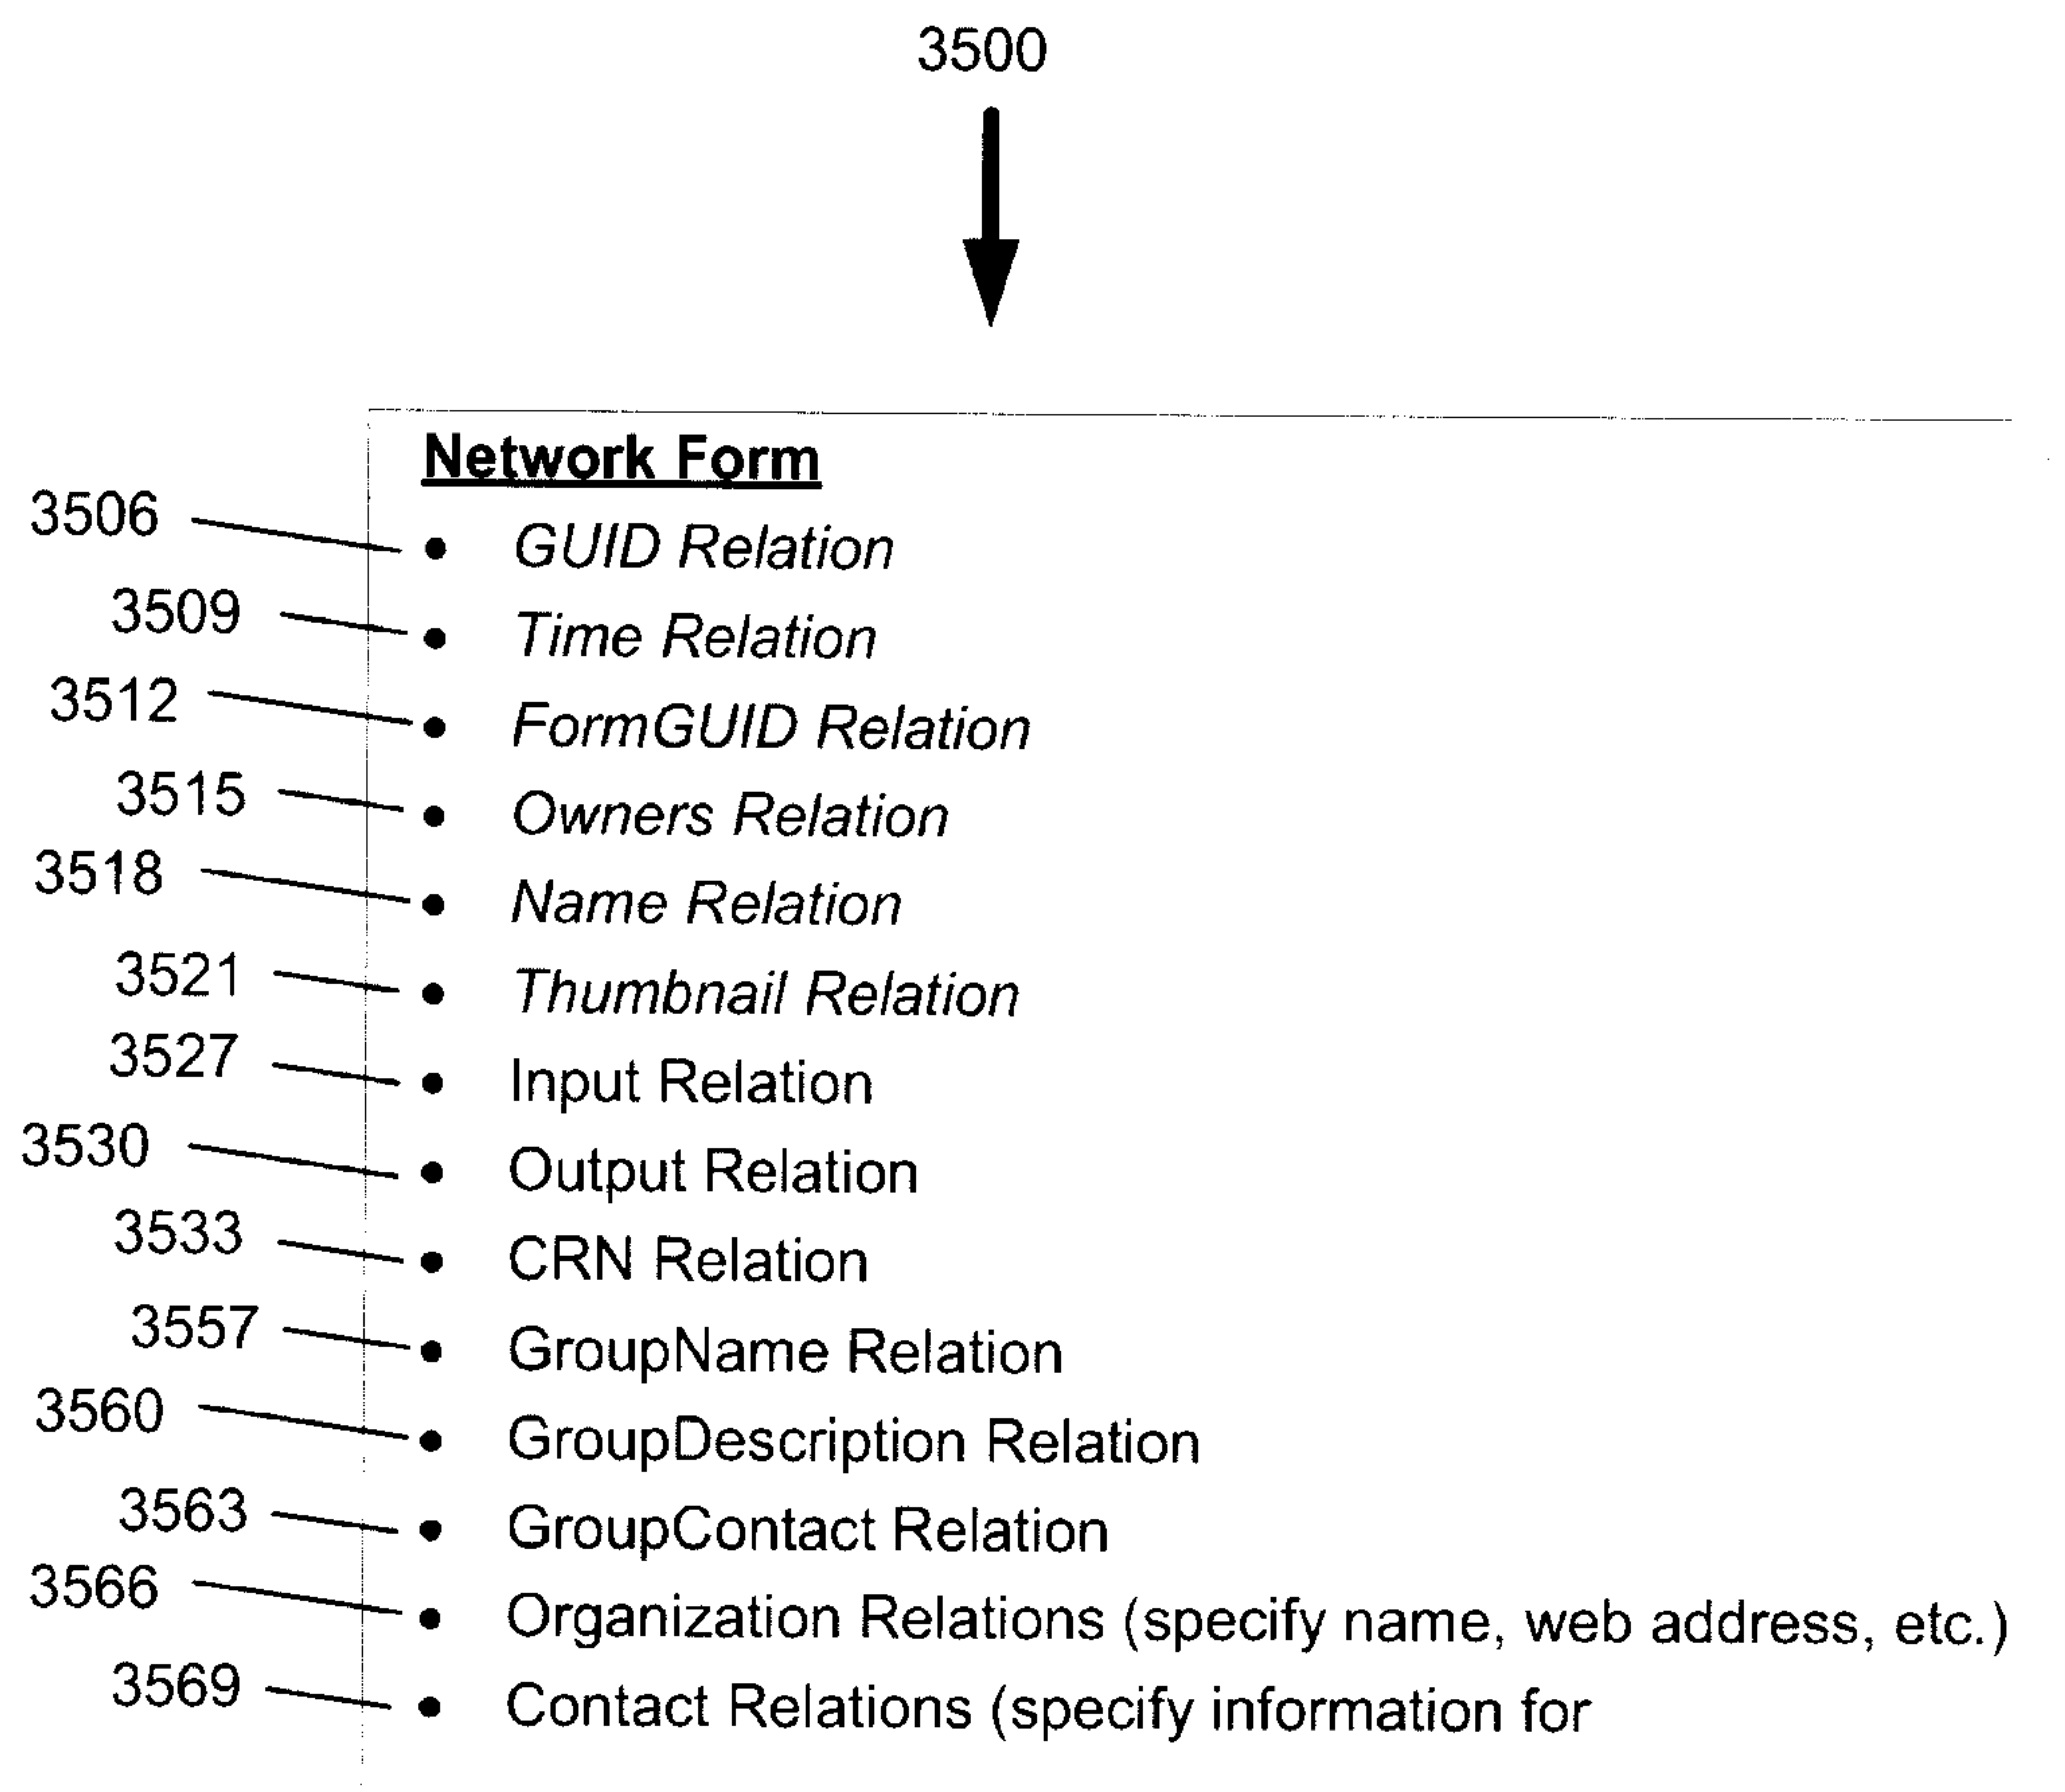 3500
Network Form
3506 • GUID Relation
3509 • Time Relation
3512 • FormGUID Relation
3515 • Owners Relation
3518 • Name Relation
3521 • Thumbnail Relation
3527 • Input Relation
3530 • Output Relation
3533 • CRN Relation
3557 • GroupName Relation
3560 • GroupDescription Relation
3563 • GroupContact Relation
3566 • Organization Relations (specify name, web address, etc.)
3569 • Contact Relations (specify information for